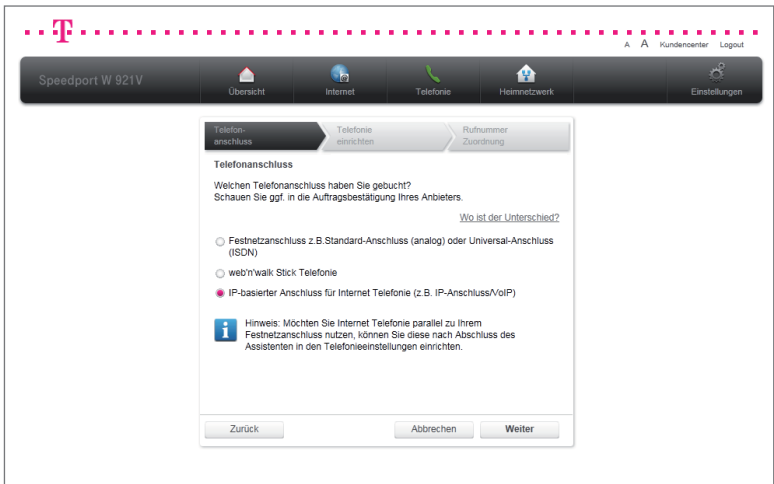 T
A A Kundencenter Logout
Speedport W 921V
Übersicht Internet Telefonie Heimnetzwerk Einstellungen
Telefon-
anschluss
Telefonie
einrichten
Rufnummer
Zuordnung
Telefonanschluss
Welchen Telefonanschluss haben Sie gebucht?
Schauen Sie ggf. in die Auftragsbestätigung Ihres Anbieters.
Wo ist der Unterschied?
Festnetzanschluss z.B.Standard-Anschluss (analog) oder Universal-Anschluss
(ISDN)
web'n'walk Stick Telefonie
IP-basierter Anschluss für Internet Telefonie (z.B. IP-Anschluss/VoIP)
Hinweis: Möchten Sie Internet Telefonie parallel zu Ihrem
Festnetzanschluss nutzen, können Sie diese nach Abschluss des
Assistenten in den Telefonieeinstellungen einrichten.
Zurück Abbrechen Weiter